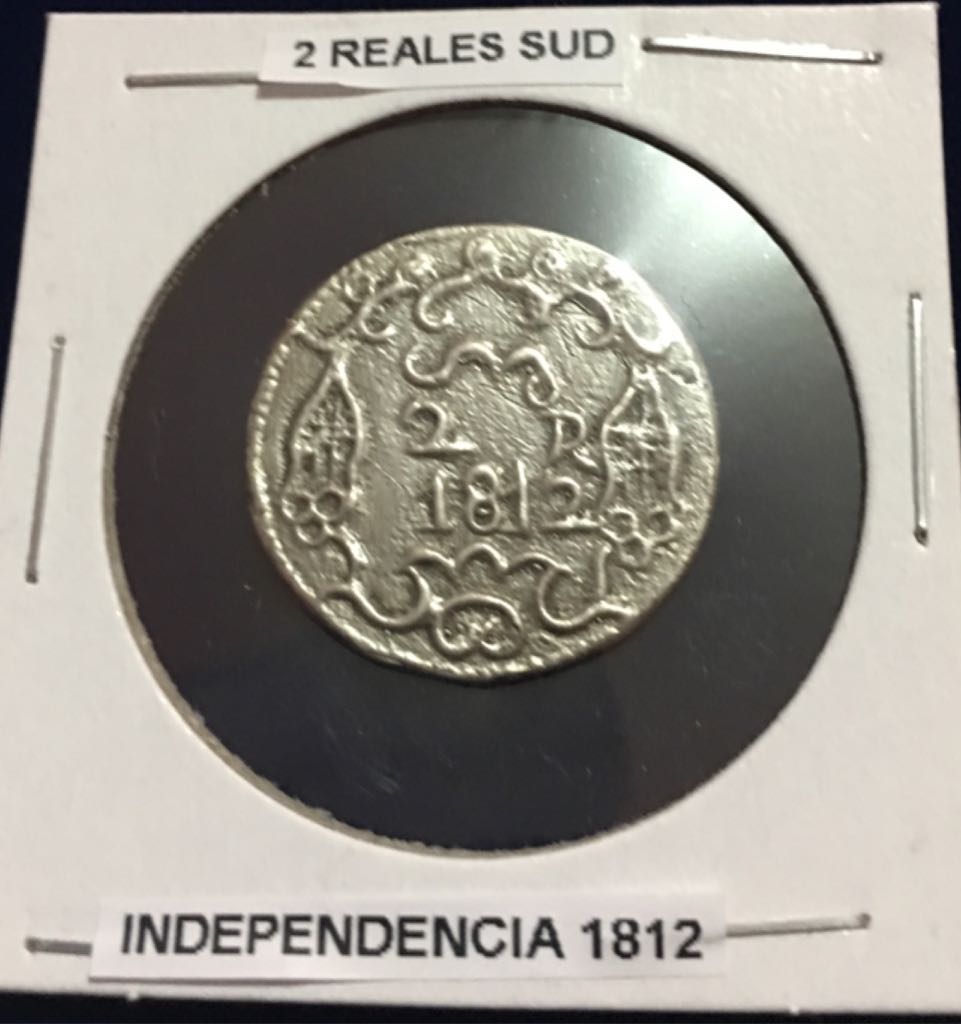 2 REALES SUD
2 R
1812
INDEPENDENCIA 1812